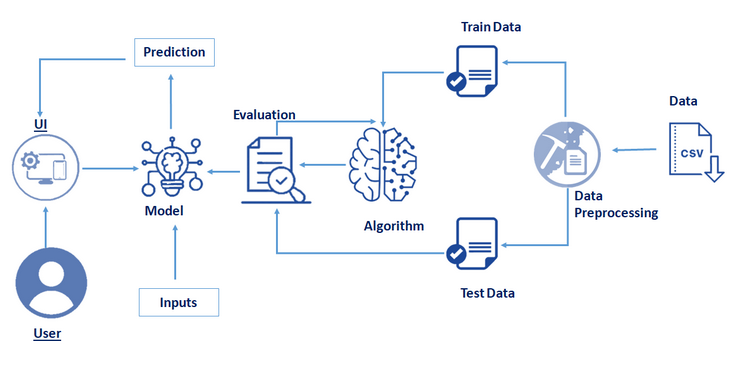 Train Data
Prediction
Data
Evaluation
UI
CSV
Model
Algorithm
Data
Preprocessing
Inputs
Test Data
User